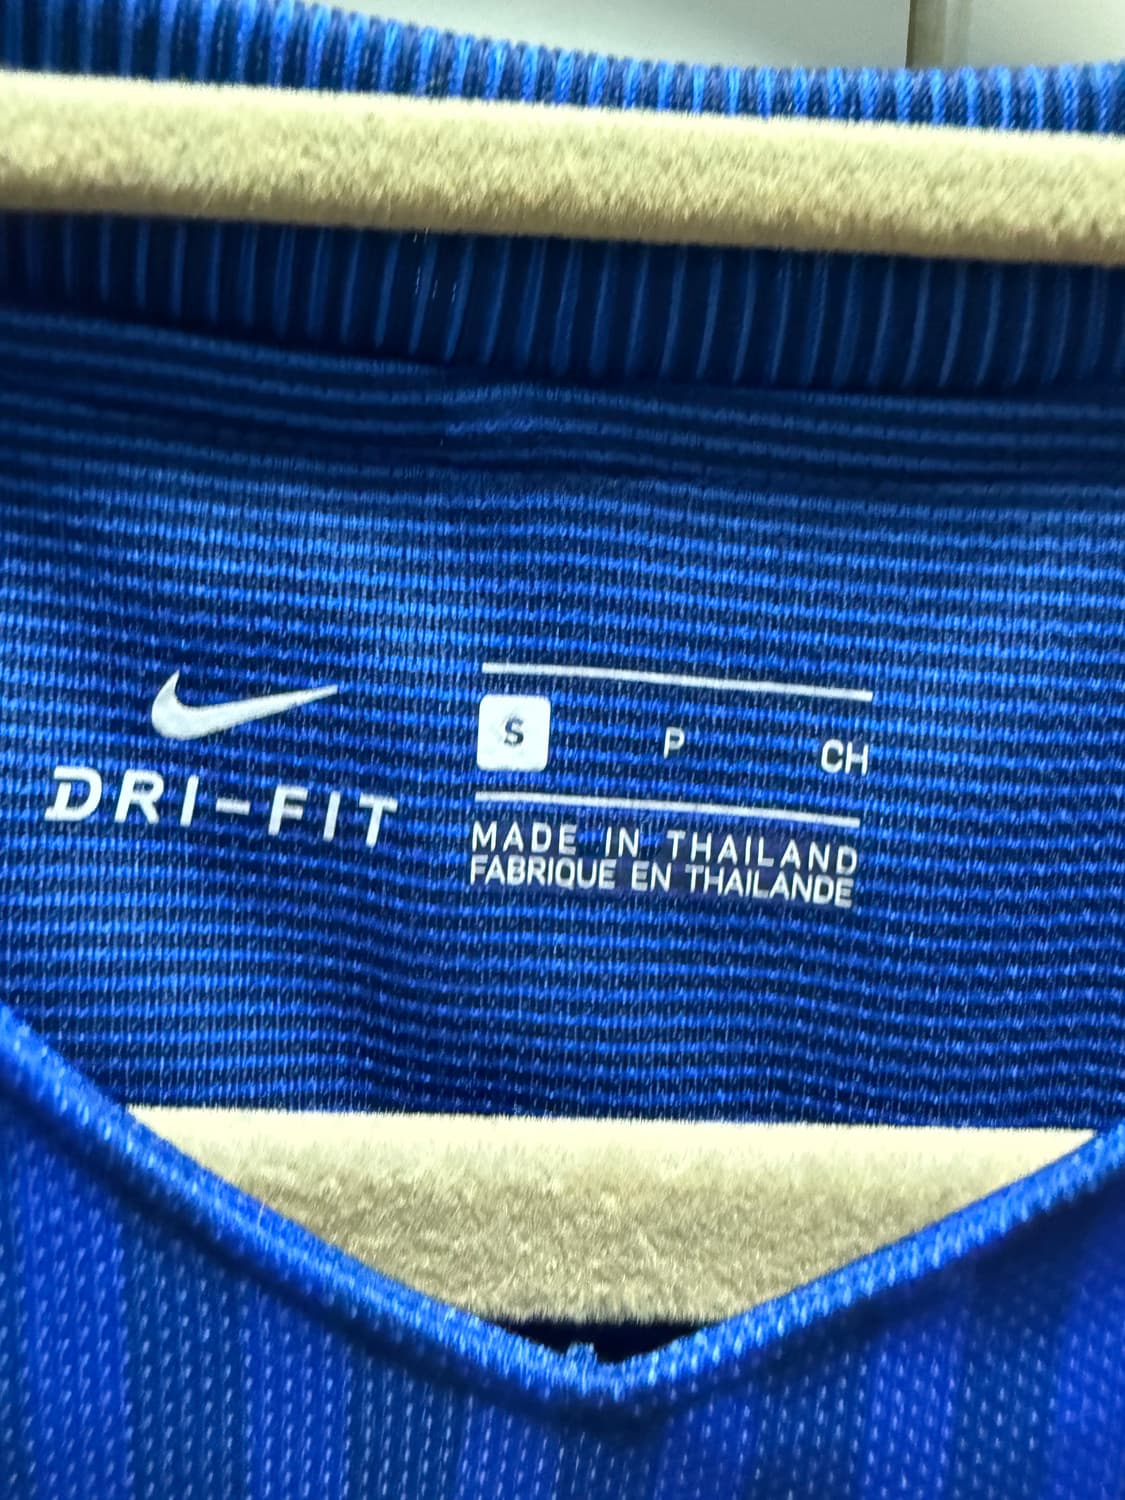 DRI-FIT
S P CH
MADE IN THAILAND
FABRIQUE EN THAILANDE